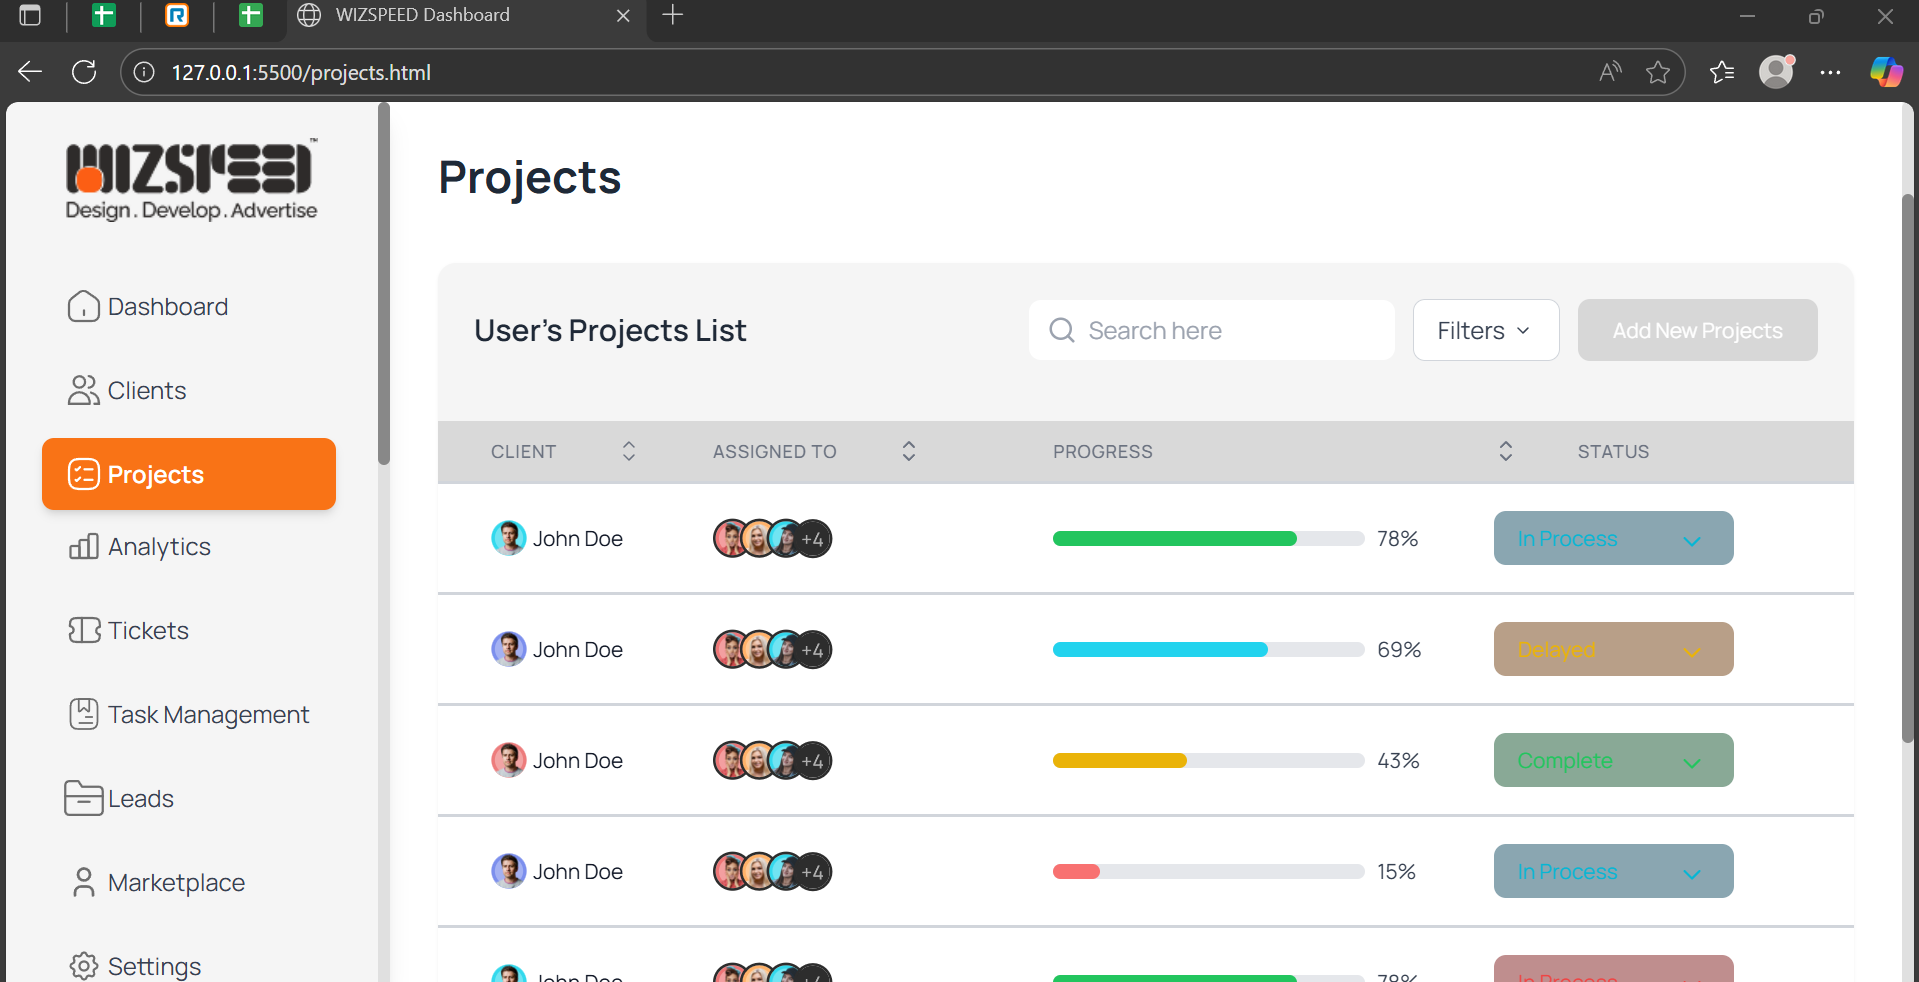 WIZSPEED Dashboard
127.0.0.1:5500/projects.html
WIZSPEED™
Design . Develop . Advertise
Dashboard
Clients
Projects
Analytics
Tickets
Task Management
Leads
Marketplace
Settings
Projects
User's Projects List
Search here
Filters
Add New Projects
CLIENT ASSIGNED TO PROGRESS STATUS
John Doe +4 78% In Process
John Doe +4 69% Delayed
John Doe +4 43% Complete
John Doe +4 15% In Process
John Doe +4 78% In Process